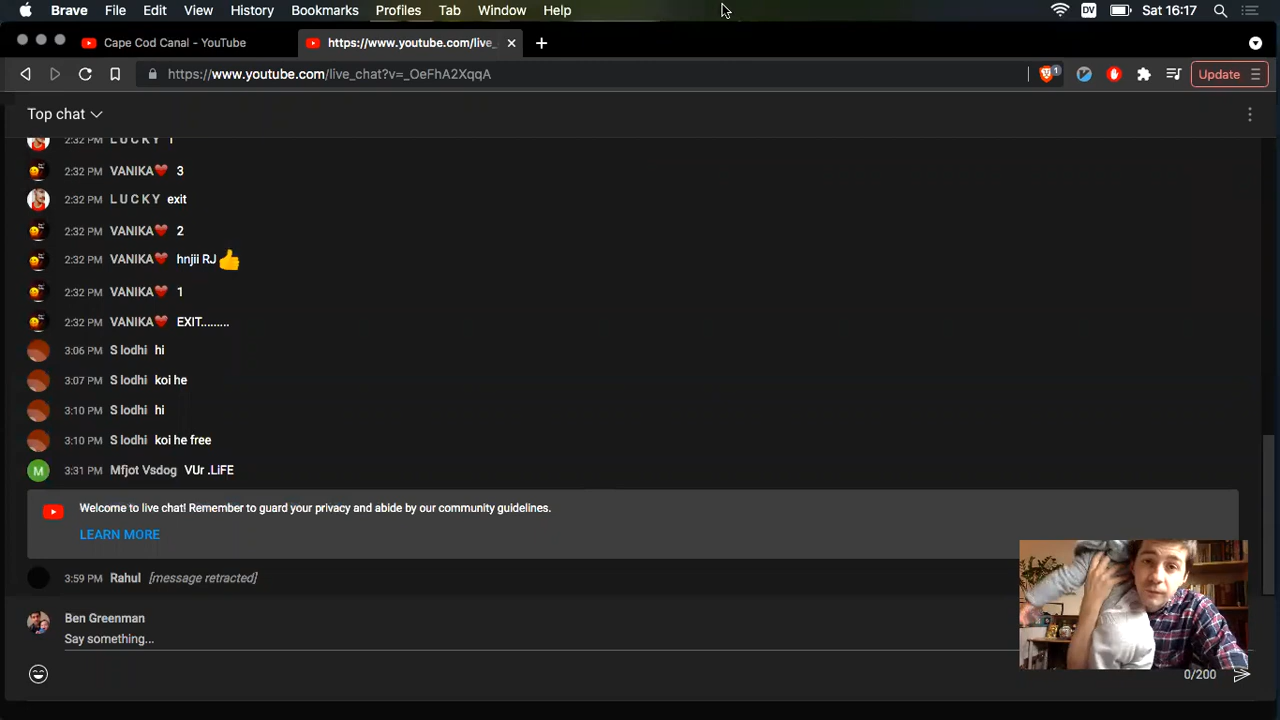 Brave File Edit View History Bookmarks Profiles Tab Window Help DV Sat 16:17
Cape Cod Canal - YouTube https://www.youtube.com/live_
https://www.youtube.com/live_chat?v=_OeFhA2XqqA 1 Update
Top chat
2:32 PM L U C K Y 1
2:32 PM VANIKA❤️ 3
2:32 PM L U C K Y exit
2:32 PM VANIKA❤️ 2
2:32 PM VANIKA❤️ hnjii RJ 👍
2:32 PM VANIKA❤️ 1
2:32 PM VANIKA❤️ EXIT.........
3:06 PM S lodhi hi
3:07 PM S lodhi koi he
3:10 PM S lodhi hi
3:10 PM S lodhi koi he free
M 3:31 PM Mfjot Vsdog VUr .LiFE
Welcome to live chat! Remember to guard your privacy and abide by our community guidelines.
LEARN MORE
3:59 PM Rahul [message retracted]
Ben Greenman
Say something...
0/200